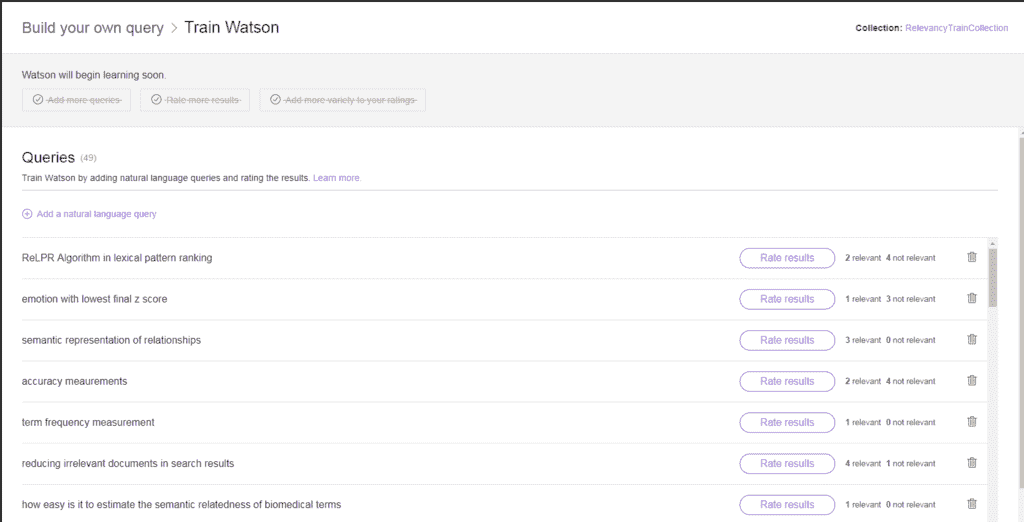 Build your own query > Train Watson
Collection: RelevancyTrainCollection
Watson will begin learning soon.
Add more queries
Rate more results
Add more variety to your ratings
Queries (49)
Train Watson by adding natural language queries and rating the results. Learn more.
Add a natural language query
ReLPR Algorithm in lexical pattern ranking Rate results 2 relevant 4 not relevant
emotion with lowest final z score Rate results 1 relevant 3 not relevant
semantic representation of relationships Rate results 3 relevant 0 not relevant
accuracy meaurements Rate results 2 relevant 4 not relevant
term frequency measurement Rate results 1 relevant 0 not relevant
reducing irrelevant documents in search results Rate results 4 relevant 1 not relevant
how easy is it to estimate the semantic relatedness of biomedical terms Rate results 1 relevant 0 not relevant